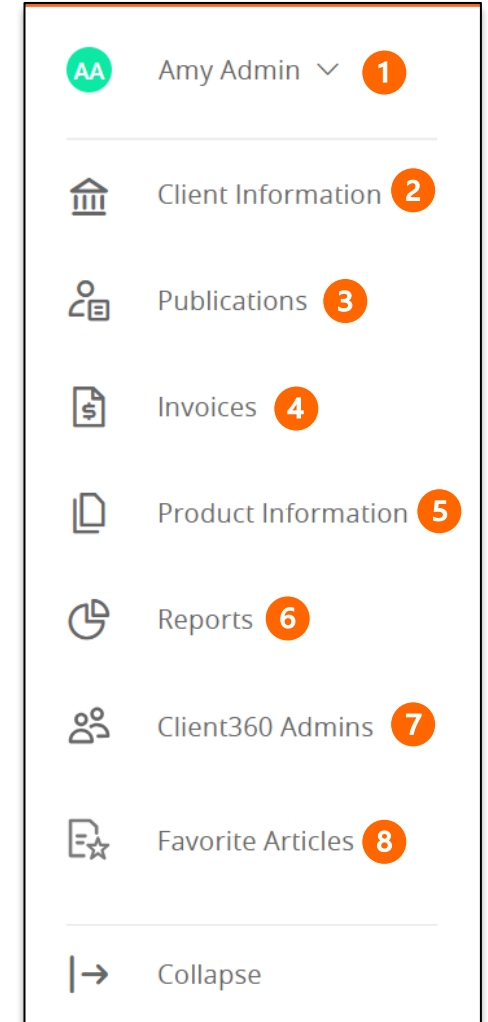 AA Amy Admin 1
Client Information 2
Publications 3
Invoices 4
Product Information 5
Reports 6
Client360 Admins 7
Favorite Articles 8
Collapse